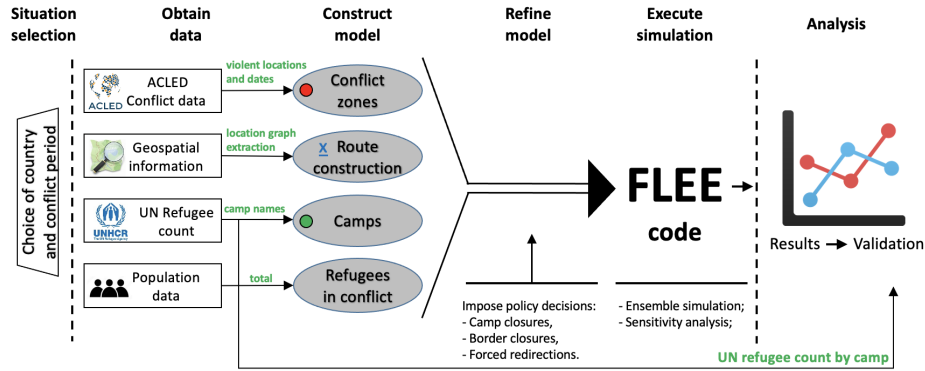 Situation
selection
Obtain
data
Construct
model
Refine
model
Execute
simulation
Analysis
Choice of country
and conflict period
ACLED
ACLED
Conflict data
violent locations
and dates
Conflict
zones
Geospatial
information
location graph
extraction
x Route
construction
UNHCR
UN Refugee
count
camp names
Camps
Population
data
total
Refugees
in conflict
FLEE
code
Results
Validation
Impose policy decisions:
- Camp closures,
- Border closures,
- Forced redirections.
- Ensemble simulation;
- Sensitivity analysis;
UN refugee count by camp